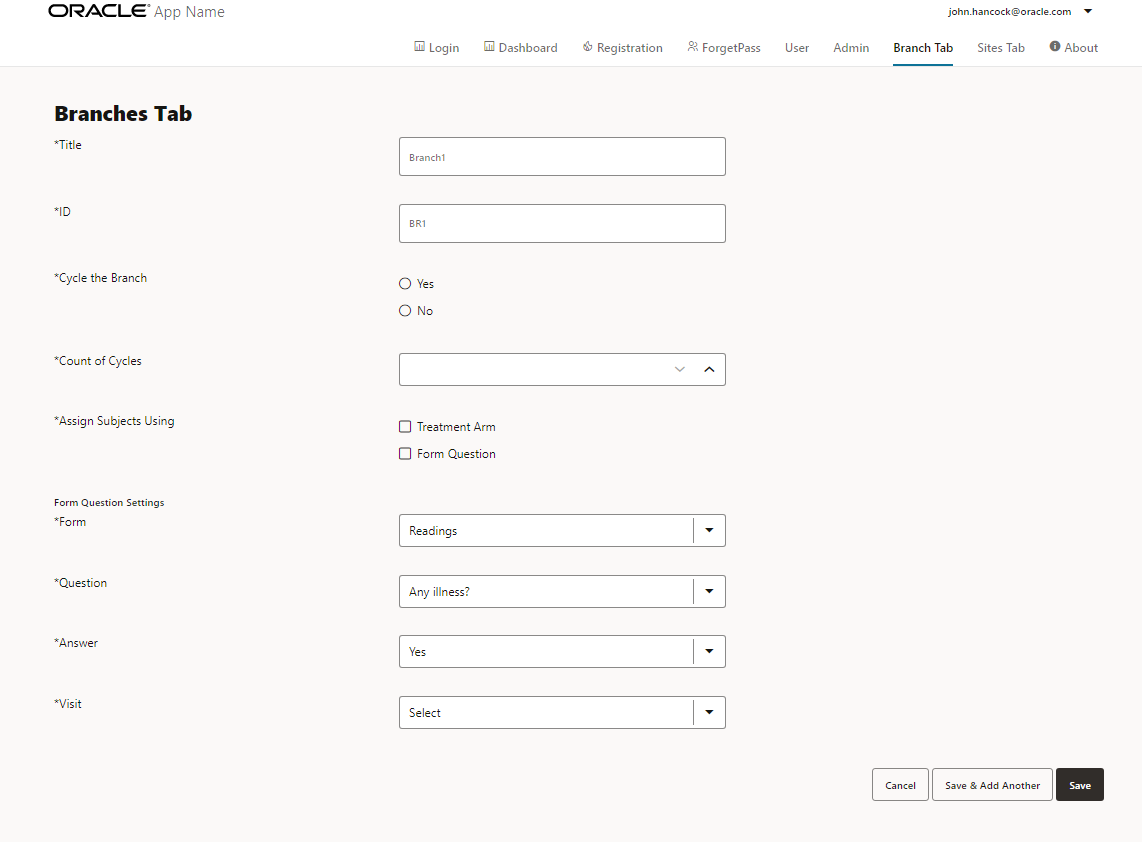 ORACLE® App Name
john.hancock@oracle.com
Login Dashboard Registration ForgetPass User Admin Branch Tab Sites Tab About
Branches Tab
*Title
Branch1
*ID
BR1
*Cycle the Branch
Yes
No
*Count of Cycles
*Assign Subjects Using
Treatment Arm
Form Question
Form Question Settings
*Form
Readings
*Question
Any illness?
*Answer
Yes
*Visit
Select
Cancel Save & Add Another Save